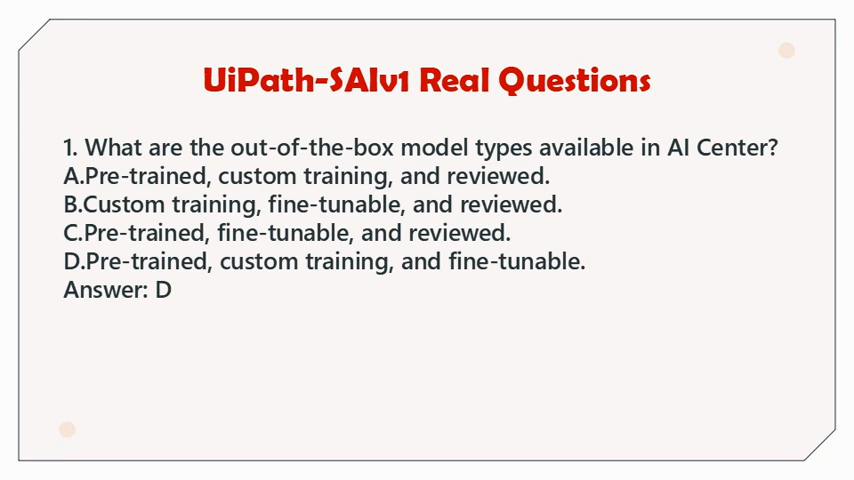 UiPath-SAIv1 Real Questions
1. What are the out-of-the-box model types available in AI Center?
A.Pre-trained, custom training, and reviewed.
B.Custom training, fine-tunable, and reviewed.
C.Pre-trained, fine-tunable, and reviewed.
D.Pre-trained, custom training, and fine-tunable.
Answer: D